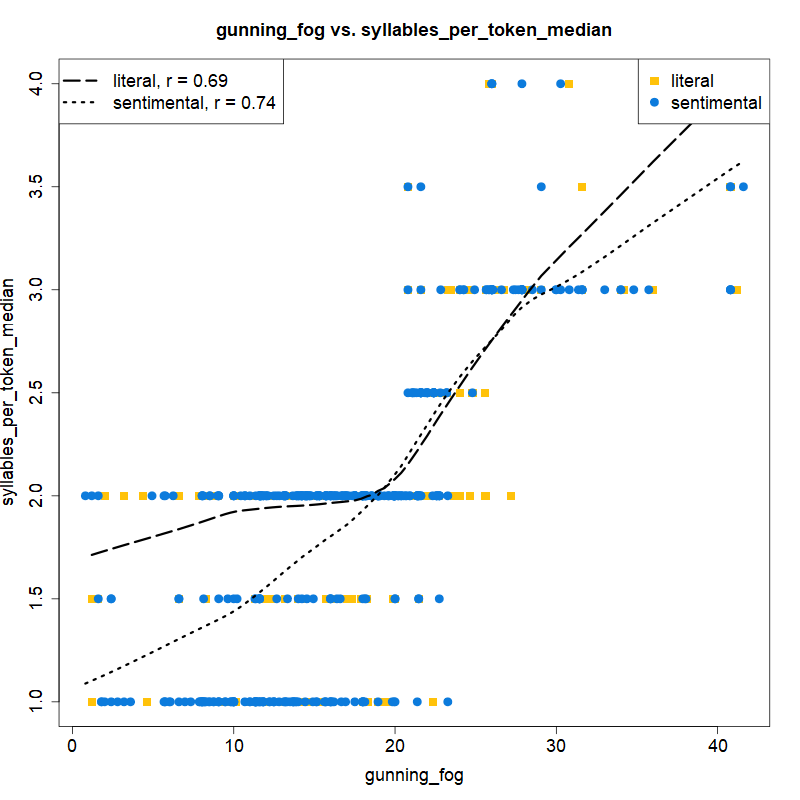 gunning_fog vs. syllables_per_token_median
literal, r = 0.69
sentimental, r = 0.74
literal
sentimental
syllables_per_token_median
4.0
3.5
3.0
2.5
2.0
1.5
1.0
0 10 20 30 40
gunning_fog